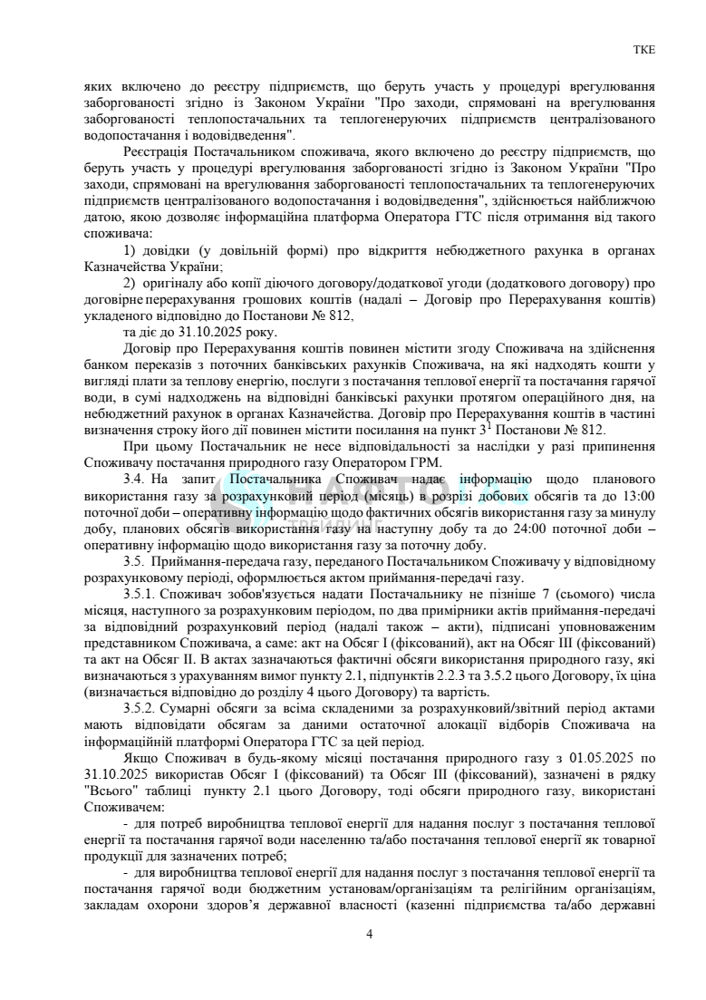 ТКЕ
яких включено до реєстру підприємств, що беруть участь у процедурі врегулювання
заборгованості згідно із Законом України "Про заходи, спрямовані на врегулювання
заборгованості теплопостачальних та теплогенеруючих підприємств централізованого
водопостачання і водовідведення".
Реєстрація Постачальником споживача, якого включено до реєстру підприємств, що
беруть участь у процедурі врегулювання заборгованості згідно із Законом України "Про
заходи, спрямовані на врегулювання заборгованості теплопостачальних та теплогенеруючих
підприємств централізованого водопостачання і водовідведення", здійснюється найближчою
датою, якою дозволяє інформаційна платформа Оператора ГТС після отримання від такого
споживача:
1) довідки (у довільній формі) про відкриття небюджетного рахунка в органах
Казначейства України;
2) оригіналу або копії діючого договору/додаткової угоди (додаткового договору) про
договірне перерахування грошових коштів (надалі – Договір про Перерахування коштів)
укладеного відповідно до Постанови № 812,
та діє до 31.10.2025 року.
Договір про Перерахування коштів повинен містити згоду Споживача на здійснення
банком переказів з поточних банківських рахунків Споживача, на які надходять кошти у
вигляді плати за теплову енергію, послуги з постачання теплової енергії та постачання гарячої
води, в сумі надходжень на відповідні банківські рахунки протягом операційного дня, на
небюджетний рахунок в органах Казначейства. Договір про Перерахування коштів в частині
визначення строку його дії повинен містити посилання на пункт 3¹ Постанови № 812.
При цьому Постачальник не несе відповідальності за наслідки у разі припинення
Споживачу постачання природного газу Оператором ГРМ.
3.4. На запит Постачальника Споживач надає інформацію щодо планового
використання газу за розрахунковий період (місяць) в розрізі добових обсягів та до 13:00
поточної доби – оперативну інформацію щодо фактичних обсягів використання газу за минулу
добу, планових обсягів використання газу на наступну добу та до 24:00 поточної доби –
оперативну інформацію щодо використання газу за поточну добу.
НАФТОГАЗ
ТРЕЙДИНГ
3.5. Приймання-передача газу, переданого Постачальником Споживачу у відповідному
розрахунковому періоді, оформлюється актом приймання-передачі газу.
3.5.1. Споживач зобов'язується надати Постачальнику не пізніше 7 (сьомого) числа
місяця, наступного за розрахунковим періодом, по два примірники актів приймання-передачі
за відповідний розрахунковий період (надалі також – акти), підписані уповноваженим
представником Споживача, а саме: акт на Обсяг I (фіксований), акт на Обсяг III (фіксований)
та акт на Обсяг II. В актах зазначаються фактичні обсяги використання природного газу, які
визначаються з урахуванням вимог пункту 2.1, підпунктів 2.2.3 та 3.5.2 цього Договору, їх ціна
(визначається відповідно до розділу 4 цього Договору) та вартість.
3.5.2. Сумарні обсяги за всіма складеними за розрахунковий/звітний період актами
мають відповідати обсягам за даними остаточної алокації відборів Споживача на
інформаційній платформі Оператора ГТС за цей період.
Якщо Споживач в будь-якому місяці постачання природного газу з 01.05.2025 по
31.10.2025 використав Обсяг I (фіксований) та Обсяг III (фіксований), зазначені в рядку
"Всього" таблиці пункту 2.1 цього Договору, тоді обсяги природного газу, використані
Споживачем:
- для потреб виробництва теплової енергії для надання послуг з постачання теплової
енергії та постачання гарячої води населенню та/або постачання теплової енергії як товарної
продукції для зазначених потреб;
- для виробництва теплової енергії для надання послуг з постачання теплової енергії та
постачання гарячої води бюджетним установам/організаціям та релігійним організаціям,
закладам охорони здоров’я державної власності (казенні підприємства та/або державні
4